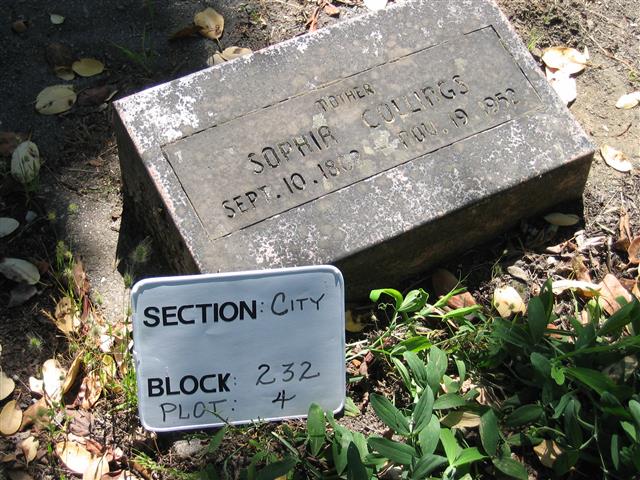 MOTHER
SOPHIA COLLINGS
SEPT. 10. NOV. 19 1952
SECTION: CITY
BLOCK: 232
PLOT: 4